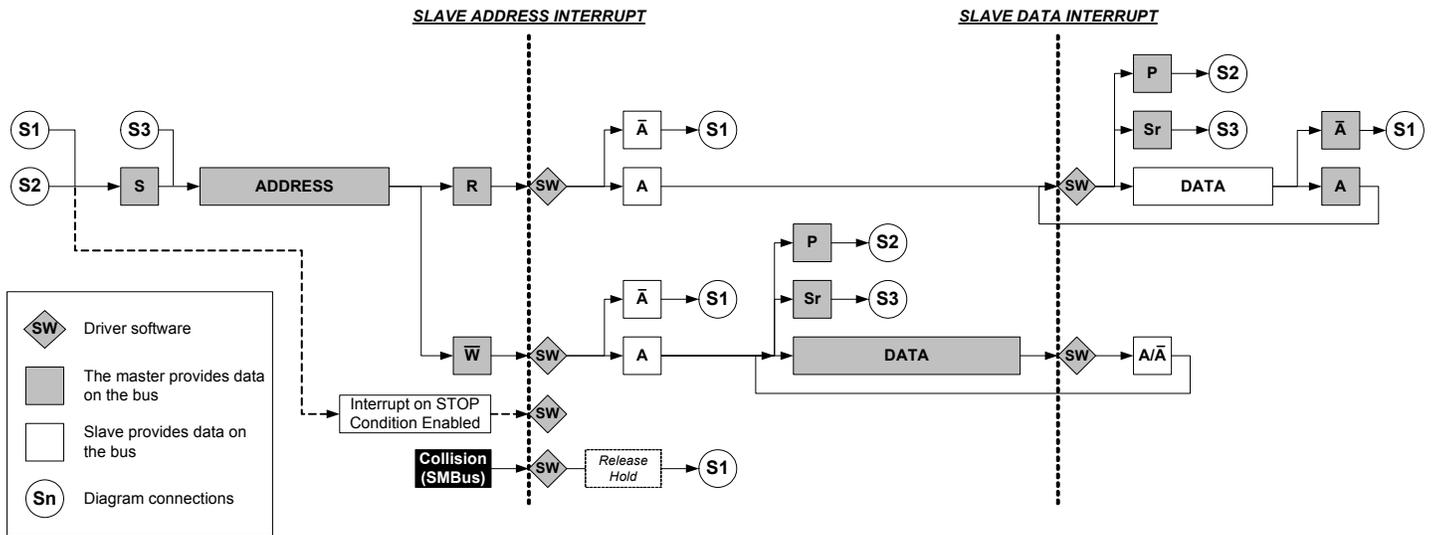 SLAVE ADDRESS INTERRUPT
SLAVE DATA INTERRUPT
P
S2
S1
S3
A̅
S1
Sr
S3
A̅
S1
S2
S
ADDRESS
R
SW
A
SW
DATA
A
P
S2
A̅
S1
Sr
S3
W̅
SW
A
DATA
SW
A/A̅
Interrupt on STOP
Condition Enabled
SW
Collision
(SMBus)
SW
Release
Hold
S1
SW
Driver software
The master provides data
on the bus
Slave provides data on
the bus
Sn
Diagram connections